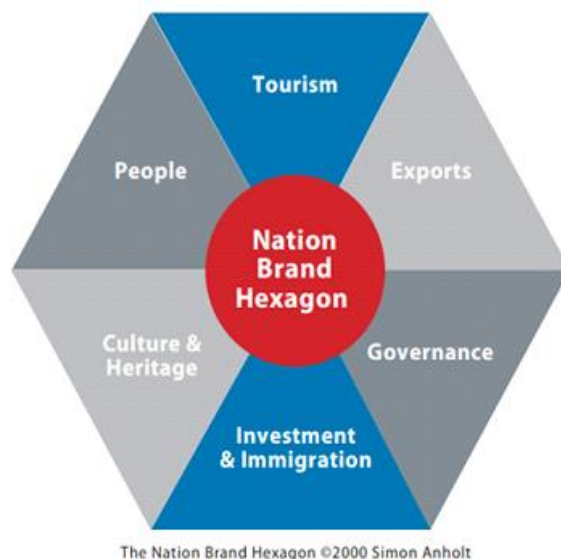 Tourism
People
Exports
Nation
Brand
Hexagon
Culture &
Heritage
Governance
Investment
& Immigration
The Nation Brand Hexagon ©2000 Simon Anholt